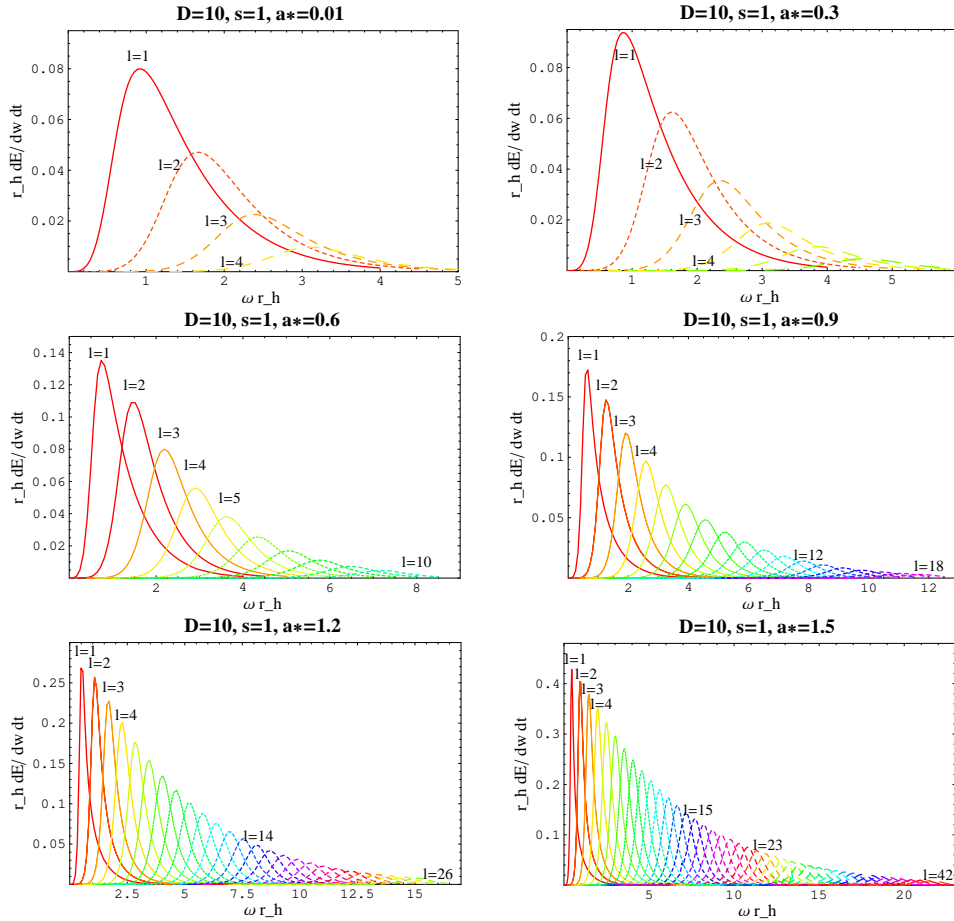 D=10, s=1, a*=0.01
r_h dE/ dw dt
0.08
0.06
0.04
0.02
l=1
l=2
l=3
l=4
1
2
3
4
5
ω r_h
D=10, s=1, a*=0.3
r_h dE/ dw dt
0.08
0.06
0.04
0.02
l=1
l=2
l=3
l=4
1
2
3
4
5
6
ω r_h
D=10, s=1, a*=0.6
r_h dE/ dw dt
0.14
0.12
0.1
0.08
0.06
0.04
0.02
l=1
l=2
l=3
l=4
l=5
l=10
2
4
6
8
ω r_h
D=10, s=1, a*=0.9
r_h dE/ dw dt
0.2
0.15
0.1
0.05
l=1
l=2
l=3
l=4
l=12
l=18
2
4
6
8
10
12
ω r_h
D=10, s=1, a*=1.2
r_h dE/ dw dt
0.25
0.2
0.15
0.1
0.05
l=1
l=2
l=3
l=4
l=14
l=26
2.5
5
7.5
10
12.5
15
ω r_h
D=10, s=1, a*=1.5
r_h dE/ dw dt
0.4
0.3
0.2
0.1
l=1
l=2
l=3
l=4
l=15
l=23
l=42
5
10
15
20
ω r_h